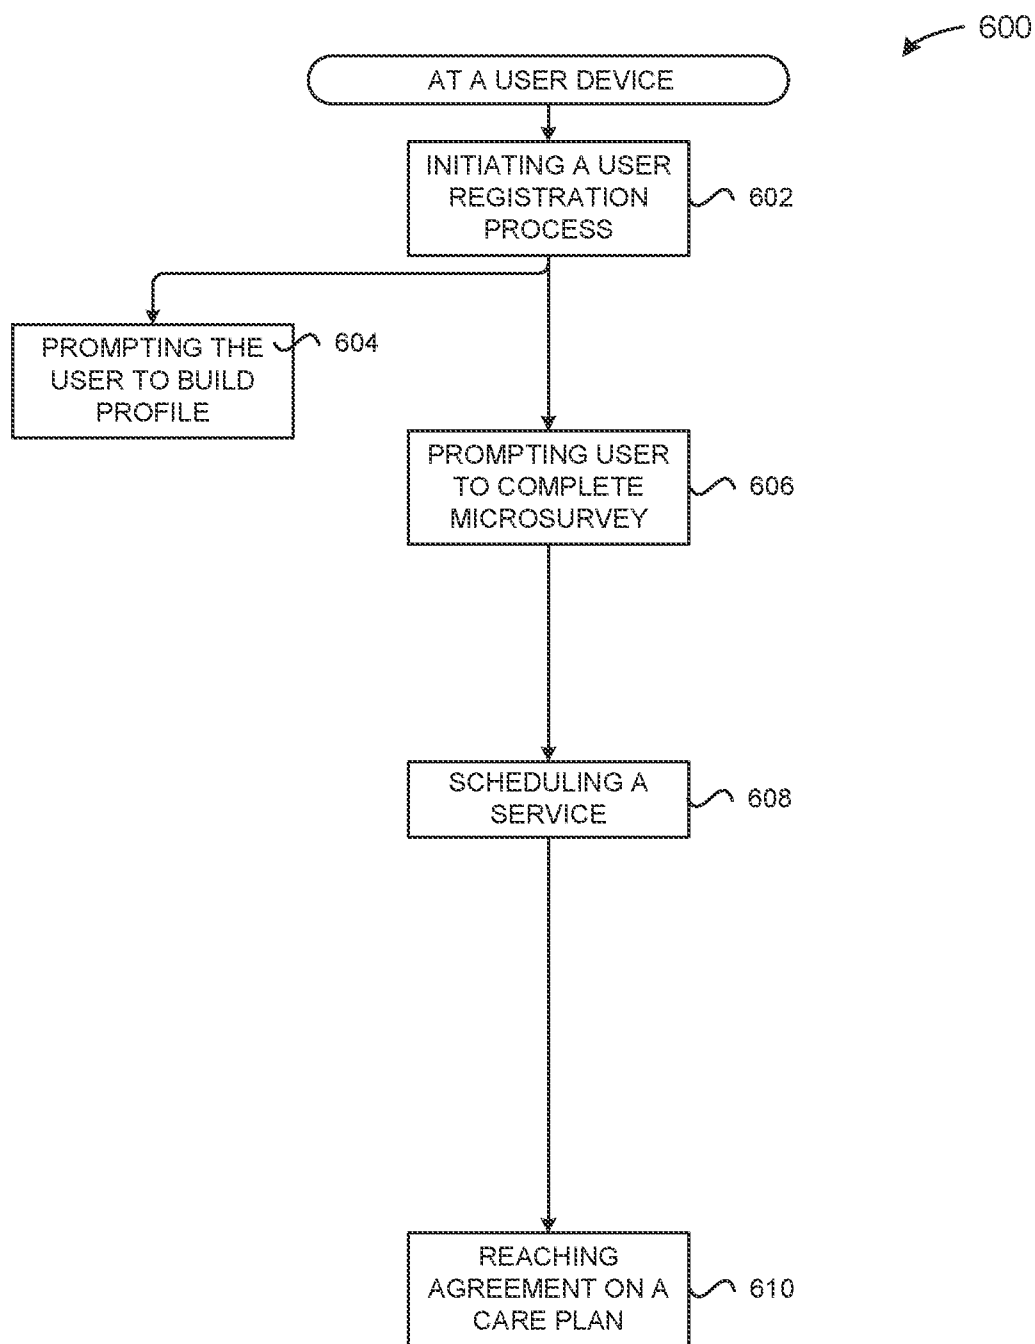 600
AT A USER DEVICE
INITIATING A USER
REGISTRATION
PROCESS
602
PROMPTING THE
USER TO BUILD
PROFILE
604
PROMPTING USER
TO COMPLETE
MICROSURVEY
606
SCHEDULING A
SERVICE
608
REACHING
AGREEMENT ON A
CARE PLAN
610